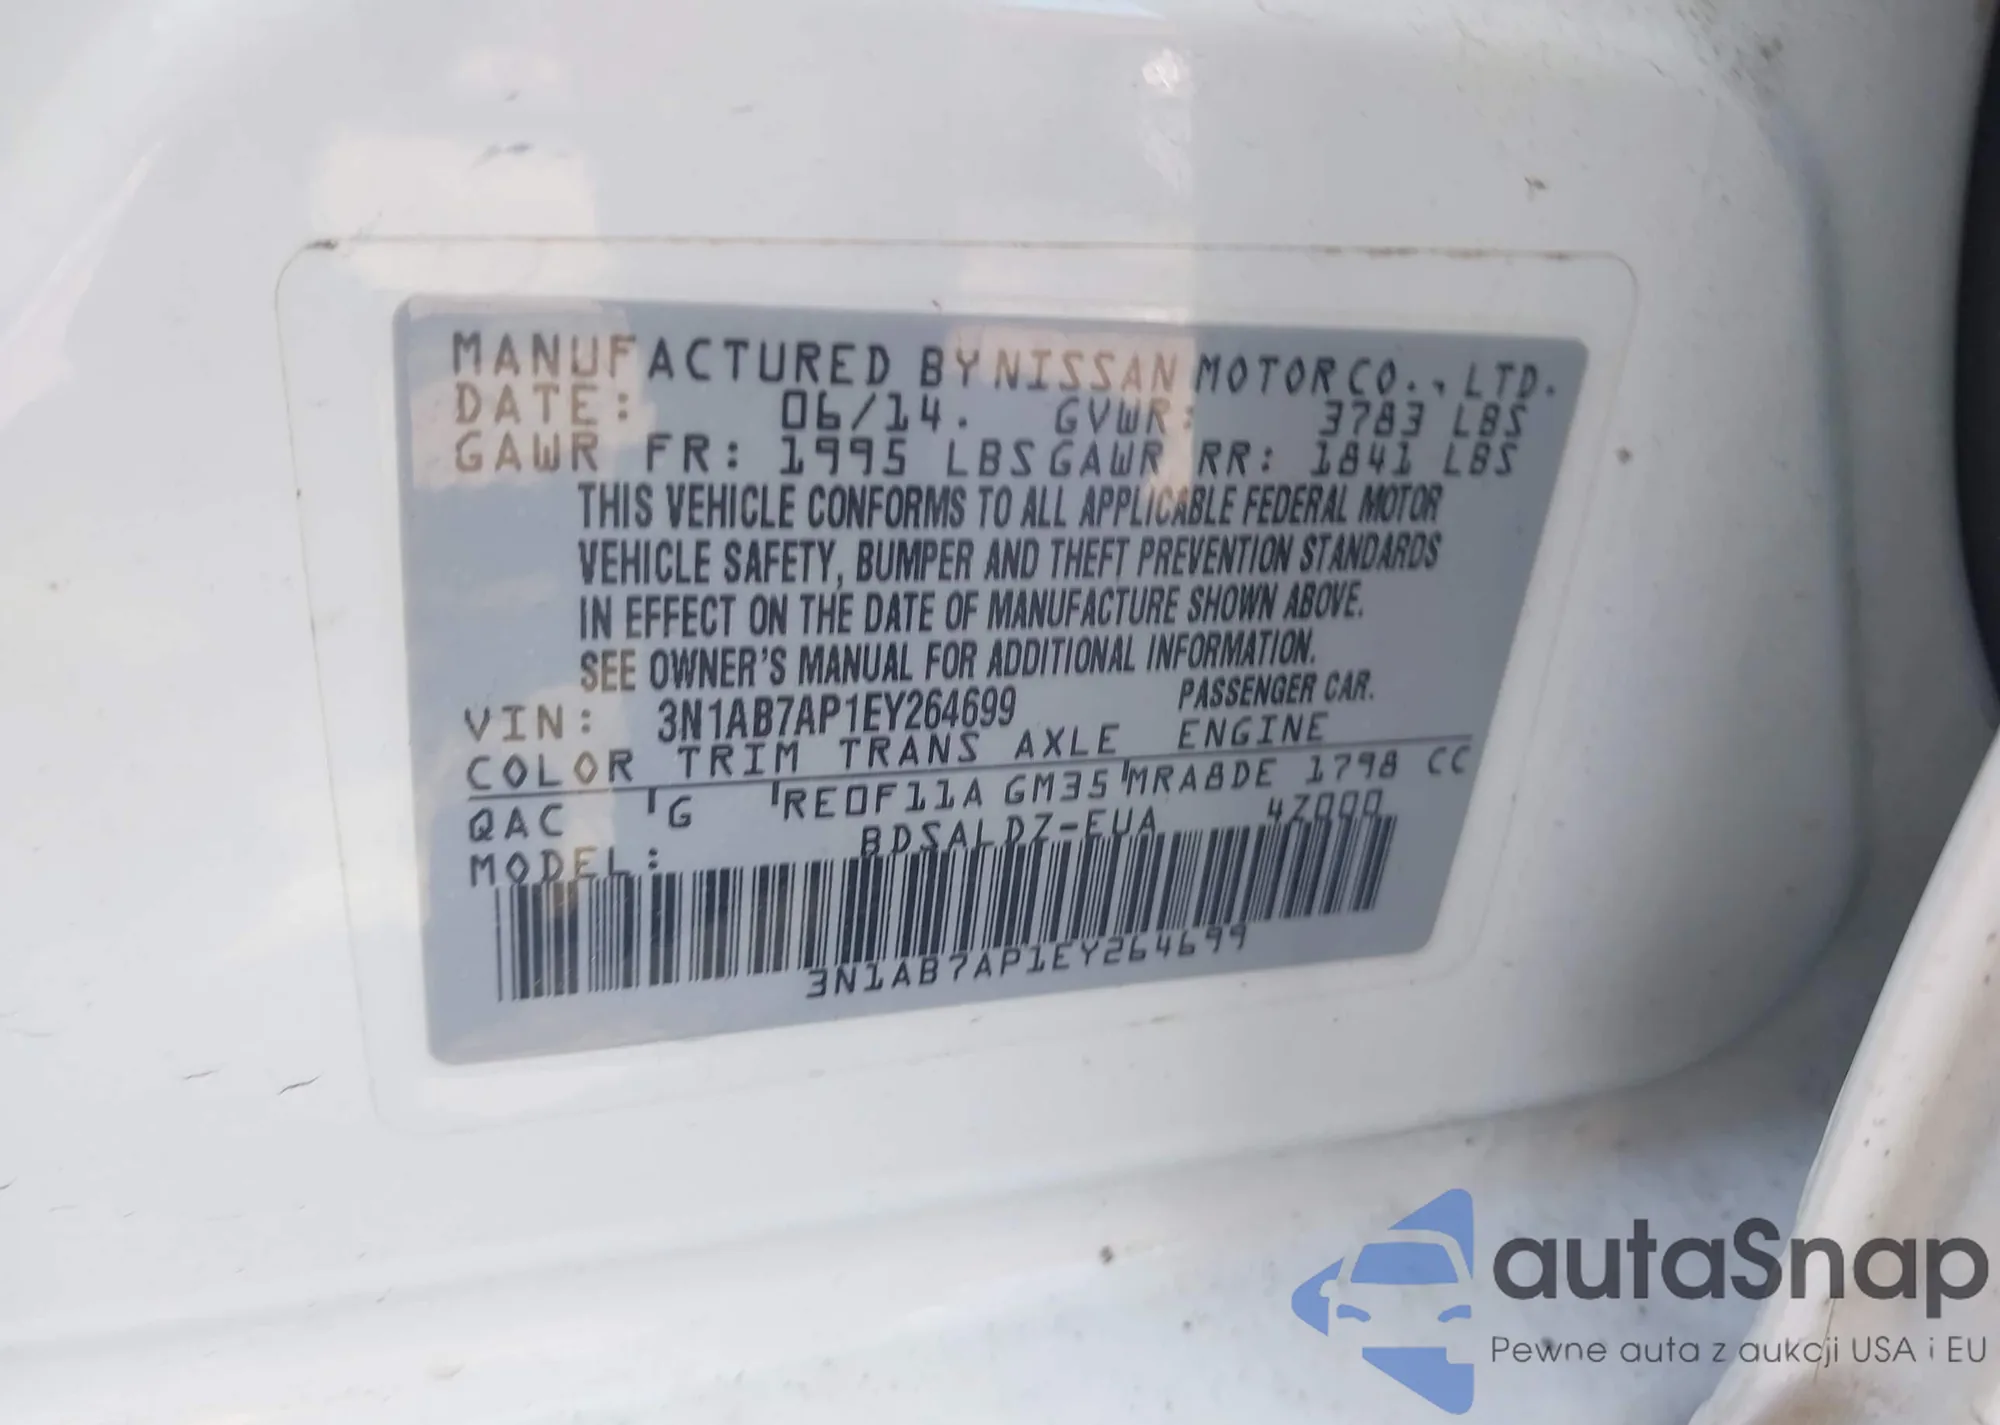 MANUFACTURED BY NISSAN MOTOR CO., LTD.
DATE: 06/14. GVWR: 3783 LBS
GAWR FR: 1995 LBS GAWR RR: 1841 LBS
THIS VEHICLE CONFORMS TO ALL APPLICABLE FEDERAL MOTOR
VEHICLE SAFETY, BUMPER AND THEFT PREVENTION STANDARDS
IN EFFECT ON THE DATE OF MANUFACTURE SHOWN ABOVE.
SEE OWNER'S MANUAL FOR ADDITIONAL INFORMATION.
VIN: 3N1AB7AP1EY264699 PASSENGER CAR.
COLOR TRIM TRANS AXLE ENGINE
QAC G RE0F11A GM35 MRA8DE 1798 CC
MODEL: BDSALDZ-EUA 4Z000
3N1AB7AP1EY264699
autaSnap
Pewne auta z aukcji USA i EU